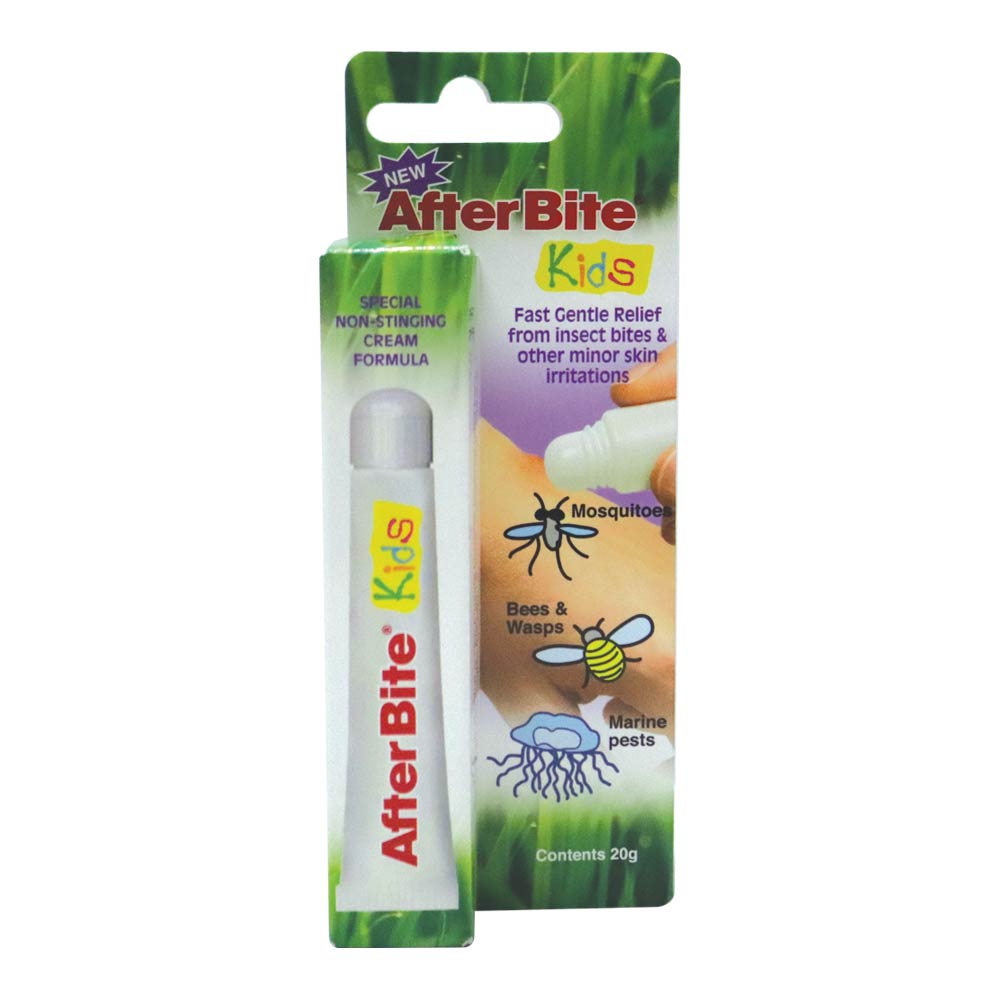 NEW
AfterBite
Kids
Fast Gentle Relief
from insect bites &
other minor skin
irritations
SPECIAL
NON-STINGING
CREAM
FORMULA
AfterBite® Kids
Mosquitoes
Bees &
Wasps
Marine
pests
Contents 20g